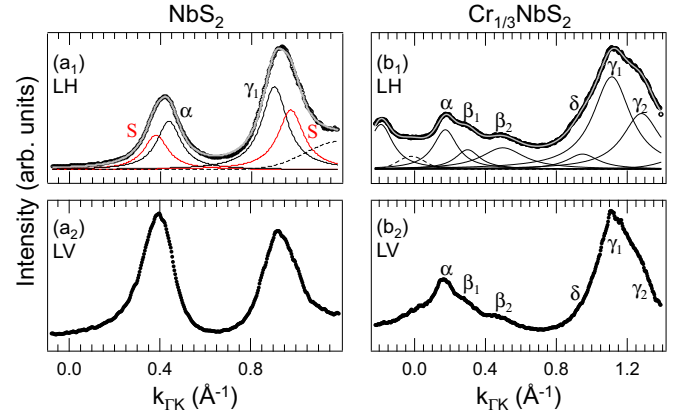 NbS₂
Cr₁/₃NbS₂
Intensity (arb. units)
(a₁)
LH
S
α
γ₁
S
(b₁)
LH
α
β₁
β₂
δ
γ₁
γ₂
(a₂)
LV
(b₂)
LV
α
β₁
β₂
δ
γ₁
γ₂
0.0 0.4 0.8
0.0 0.4 0.8 1.2
k_ΓK (Å⁻¹)
k_ΓK (Å⁻¹)